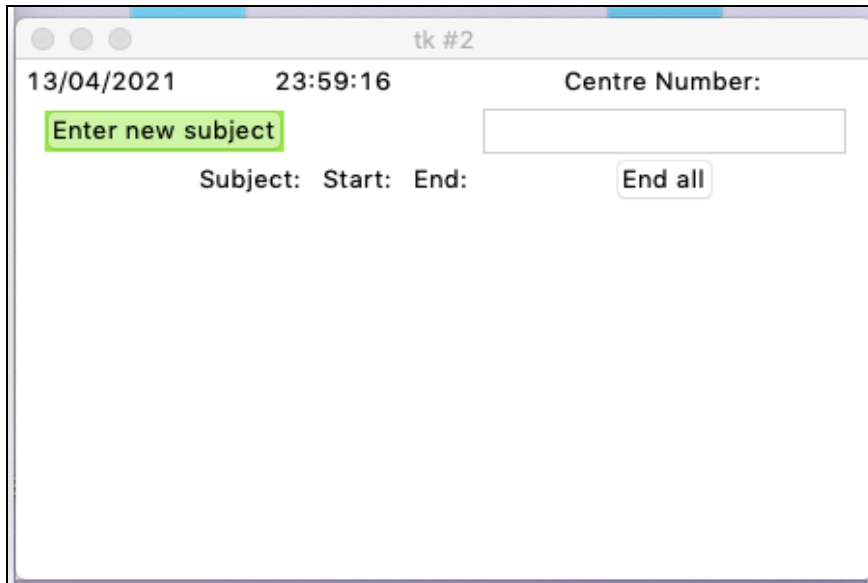 tk #2
13/04/2021 23:59:16 Centre Number:
Enter new subject
Subject: Start: End: End all